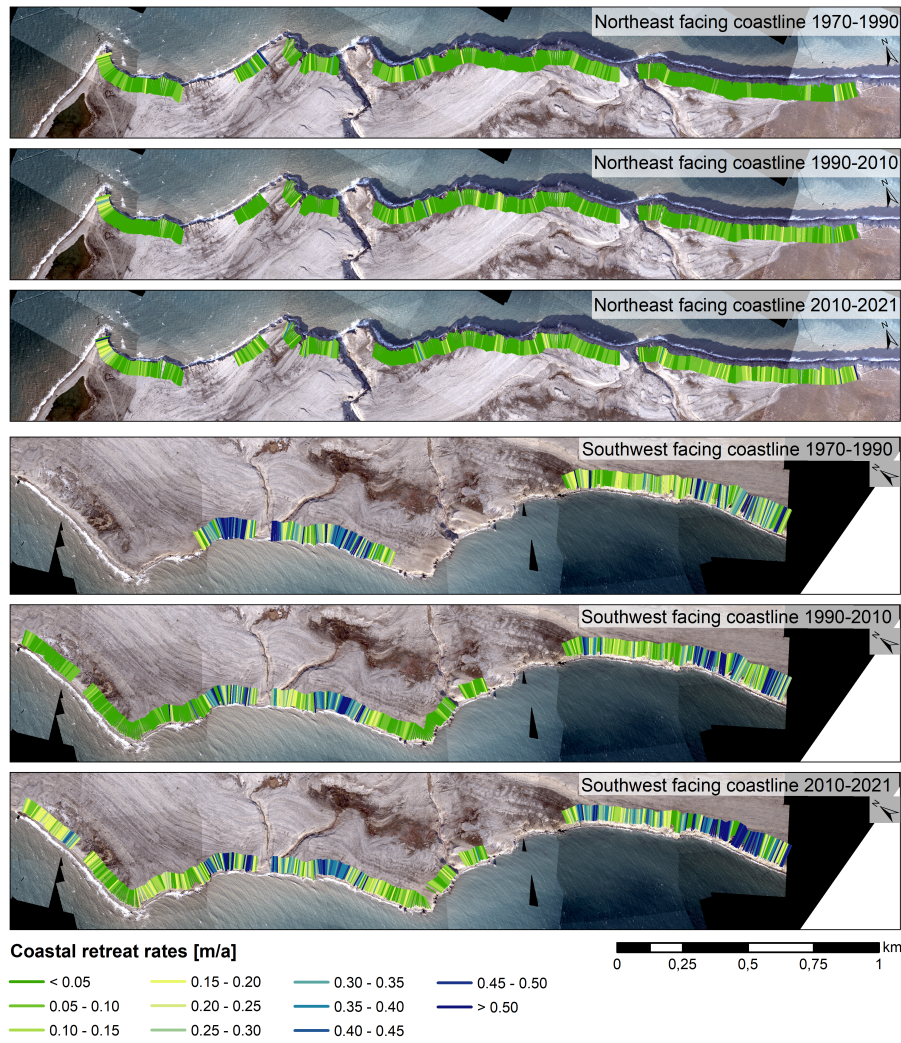 Northeast facing coastline 1970-1990
N
Northeast facing coastline 1990-2010
N
Northeast facing coastline 2010-2021
N
Southwest facing coastline 1970-1990
N
Southwest facing coastline 1990-2010
N
Southwest facing coastline 2010-2021
N
Coastal retreat rates [m/a]
< 0.05
0.05 - 0.10
0.10 - 0.15
0.15 - 0.20
0.20 - 0.25
0.25 - 0.30
0.30 - 0.35
0.35 - 0.40
0.40 - 0.45
0.45 - 0.50
> 0.50
km
0 0,25 0,5 0,75 1